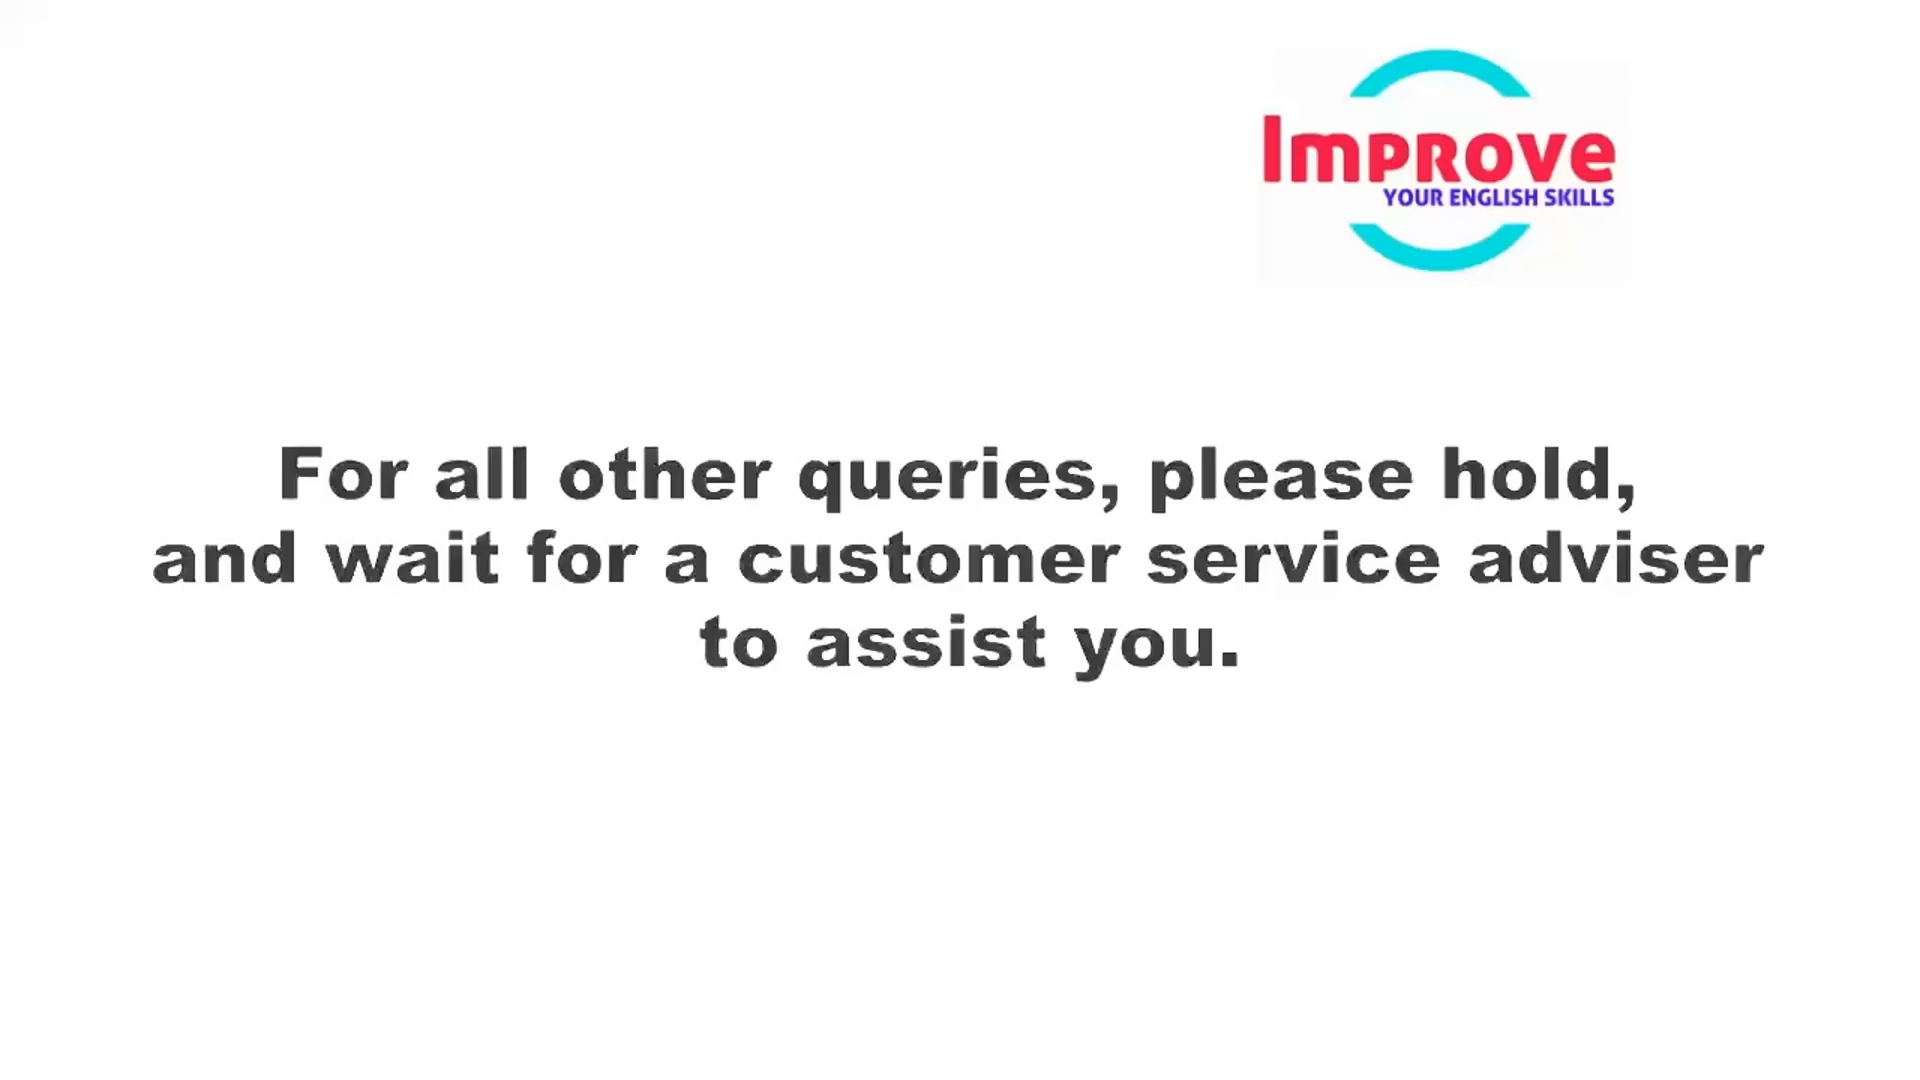 Improve
YOUR ENGLISH SKILLS
For all other queries, please hold,
and wait for a customer service adviser
to assist you.